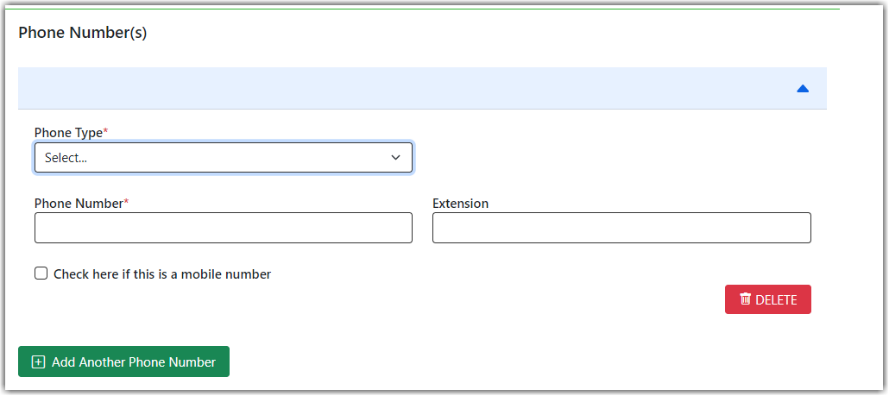 Phone Number(s)
Phone Type*
Select...
Phone Number* Extension
Check here if this is a mobile number
DELETE
Add Another Phone Number